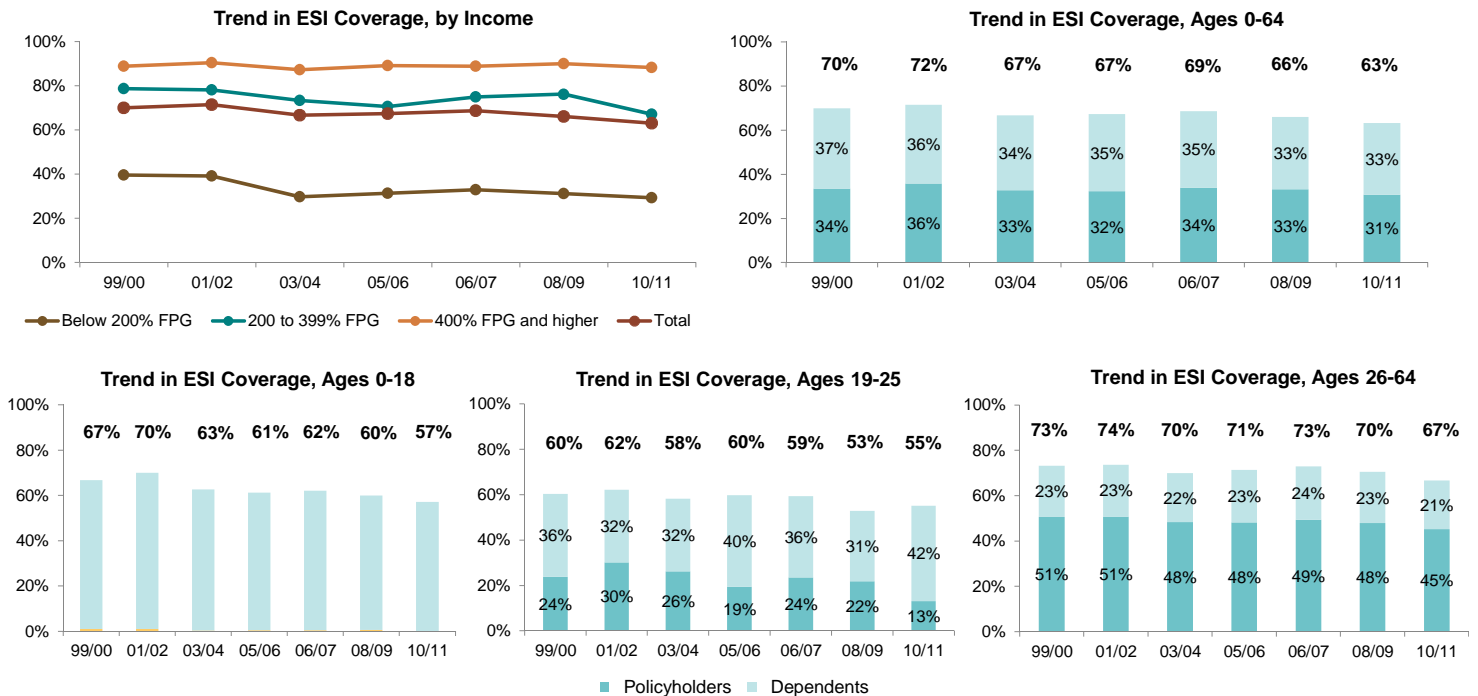 Trend in ESI Coverage, by Income
100%
80%
60%
40%
20%
0%
99/00 01/02 03/04 05/06 06/07 08/09 10/11
Below 200% FPG 200 to 399% FPG 400% FPG and higher Total
Trend in ESI Coverage, Ages 0-64
100%
80%
60%
40%
20%
0%
70% 72% 67% 67% 69% 66% 63%
37% 36% 34% 35% 35% 33% 33%
34% 36% 33% 32% 34% 33% 31%
99/00 01/02 03/04 05/06 06/07 08/09 10/11
Trend in ESI Coverage, Ages 0-18
100%
80%
60%
40%
20%
0%
67% 70% 63% 61% 62% 60% 57%
99/00 01/02 03/04 05/06 06/07 08/09 10/11
Trend in ESI Coverage, Ages 19-25
100%
80%
60%
40%
20%
0%
60% 62% 58% 60% 59% 53% 55%
36% 32% 32% 40% 36% 31% 42%
24% 30% 26% 19% 24% 22% 13%
99/00 01/02 03/04 05/06 06/07 08/09 10/11
Trend in ESI Coverage, Ages 26-64
100%
80%
60%
40%
20%
0%
73% 74% 70% 71% 73% 70% 67%
23% 23% 22% 23% 24% 23% 21%
51% 51% 48% 48% 49% 48% 45%
99/00 01/02 03/04 05/06 06/07 08/09 10/11
Policyholders Dependents